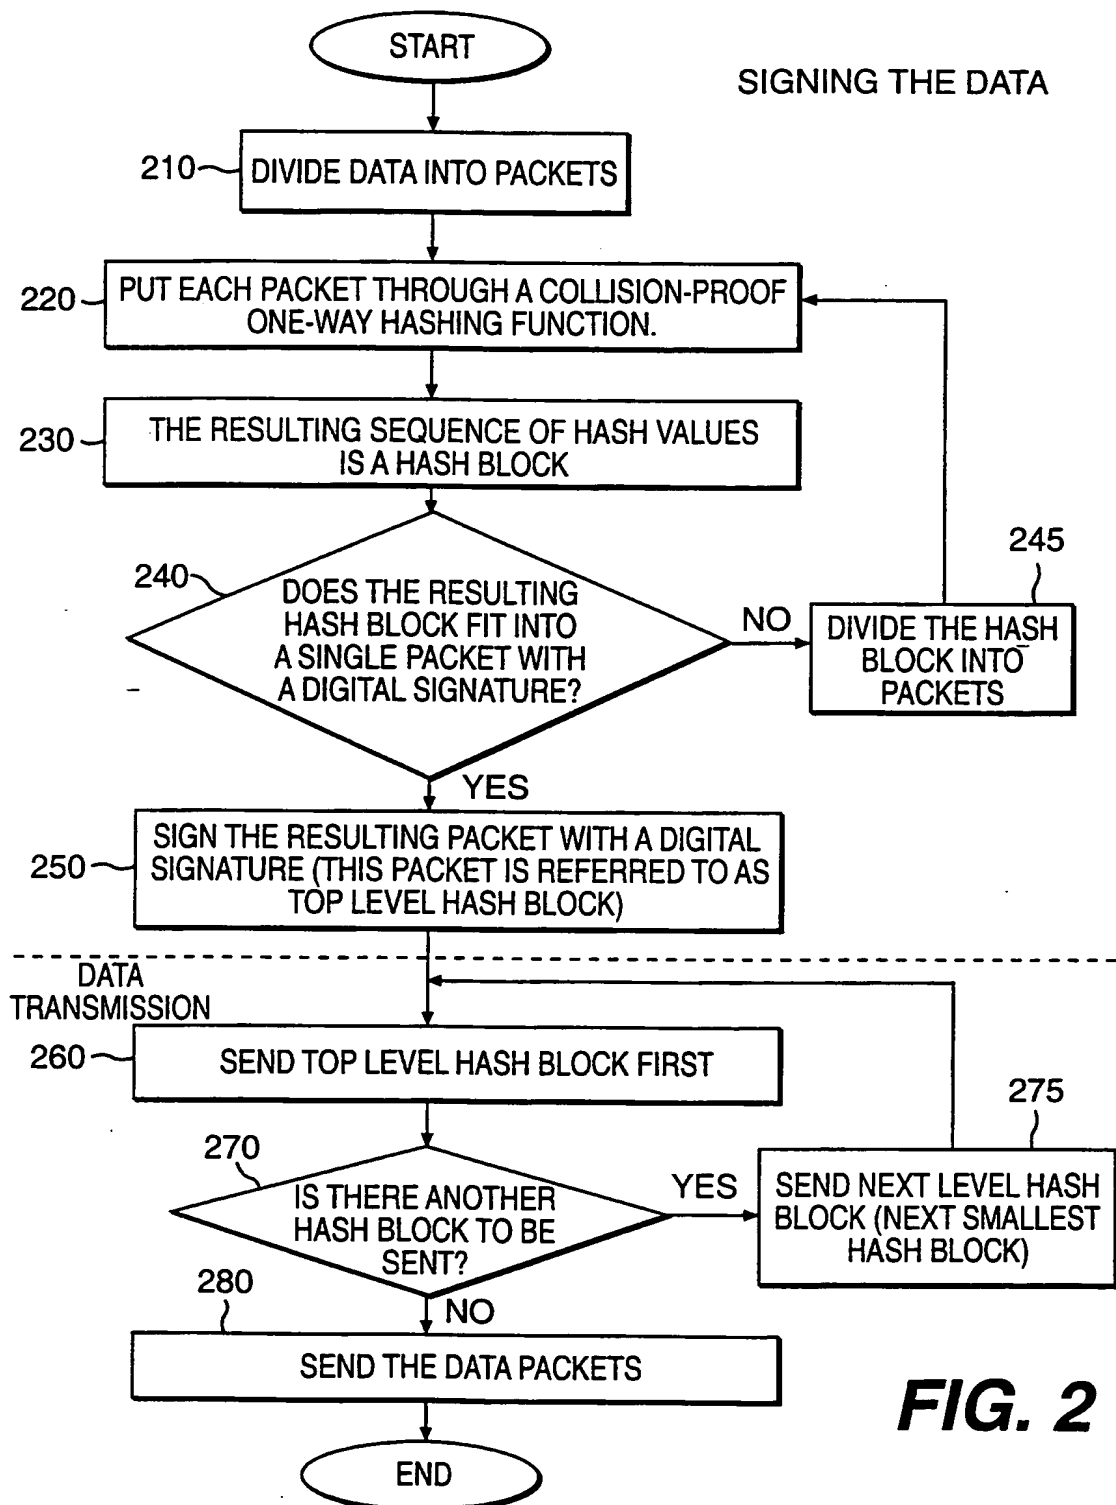 START
SIGNING THE DATA
210
DIVIDE DATA INTO PACKETS
220
PUT EACH PACKET THROUGH A COLLISION-PROOF
ONE-WAY HASHING FUNCTION.
230
THE RESULTING SEQUENCE OF HASH VALUES
IS A HASH BLOCK
240
DOES THE RESULTING
HASH BLOCK FIT INTO
A SINGLE PACKET WITH
A DIGITAL SIGNATURE?
NO
245
DIVIDE THE HASH
BLOCK INTO
PACKETS
YES
250
SIGN THE RESULTING PACKET WITH A DIGITAL
SIGNATURE (THIS PACKET IS REFERRED TO AS
TOP LEVEL HASH BLOCK)
DATA
TRANSMISSION
260
SEND TOP LEVEL HASH BLOCK FIRST
270
IS THERE ANOTHER
HASH BLOCK TO BE
SENT?
YES
275
SEND NEXT LEVEL HASH
BLOCK (NEXT SMALLEST
HASH BLOCK)
NO
280
SEND THE DATA PACKETS
END
FIG. 2